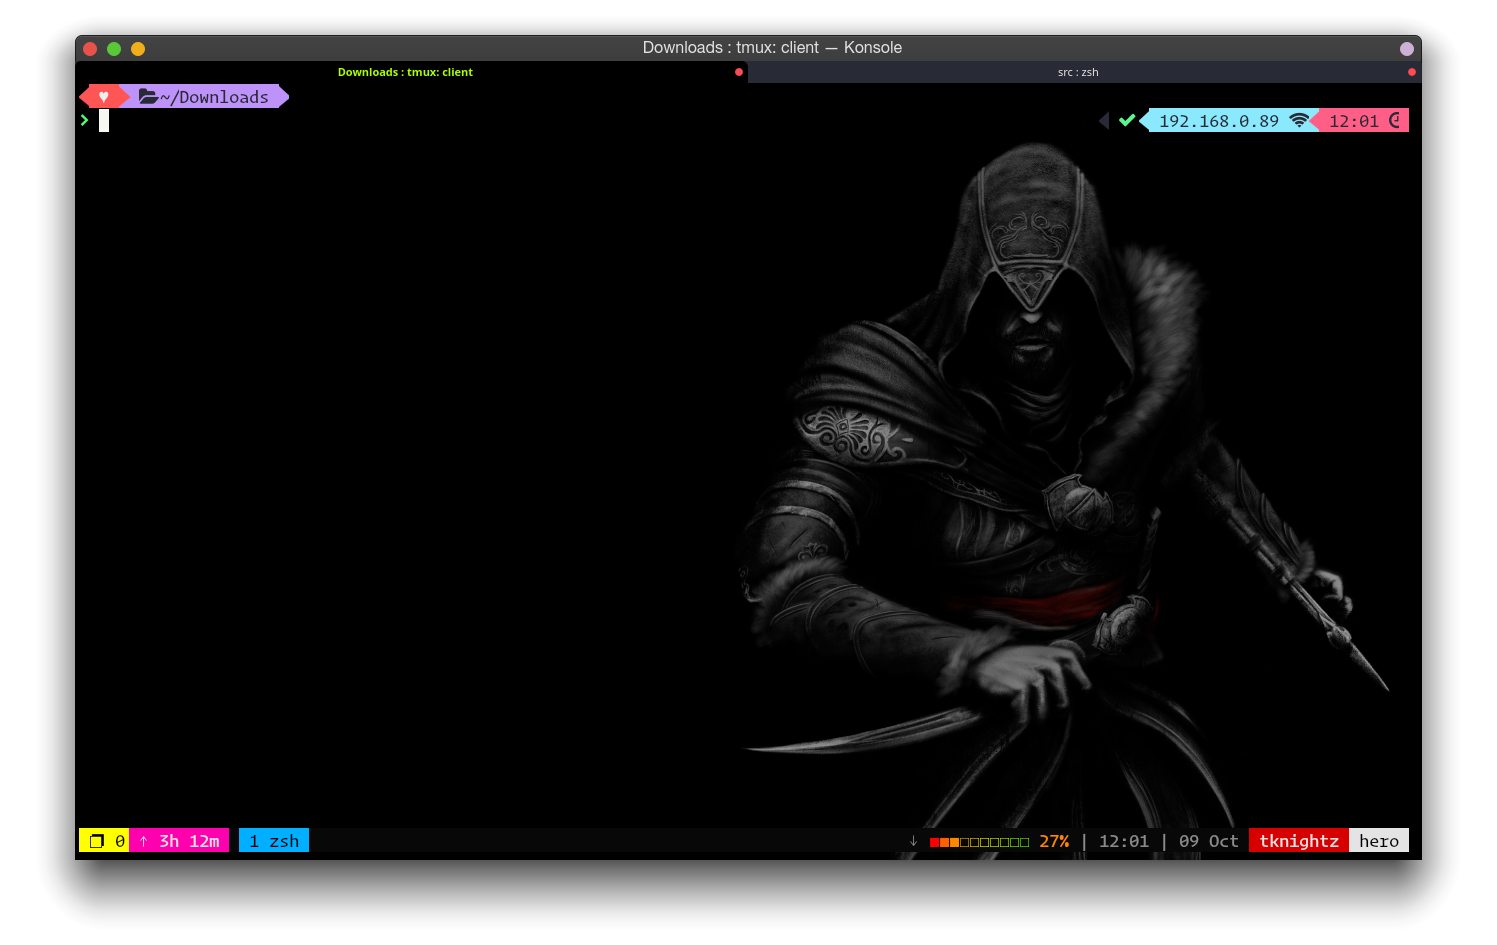 Downloads : tmux: client — Konsole
Downloads : tmux: client
src : zsh
♥ ~/Downloads
❯ ✔ 192.168.0.89 12:01
0 ↑ 3h 12m 1 zsh ↓ ■■■□□□□□□□ 27% | 12:01 | 09 Oct tknightz hero